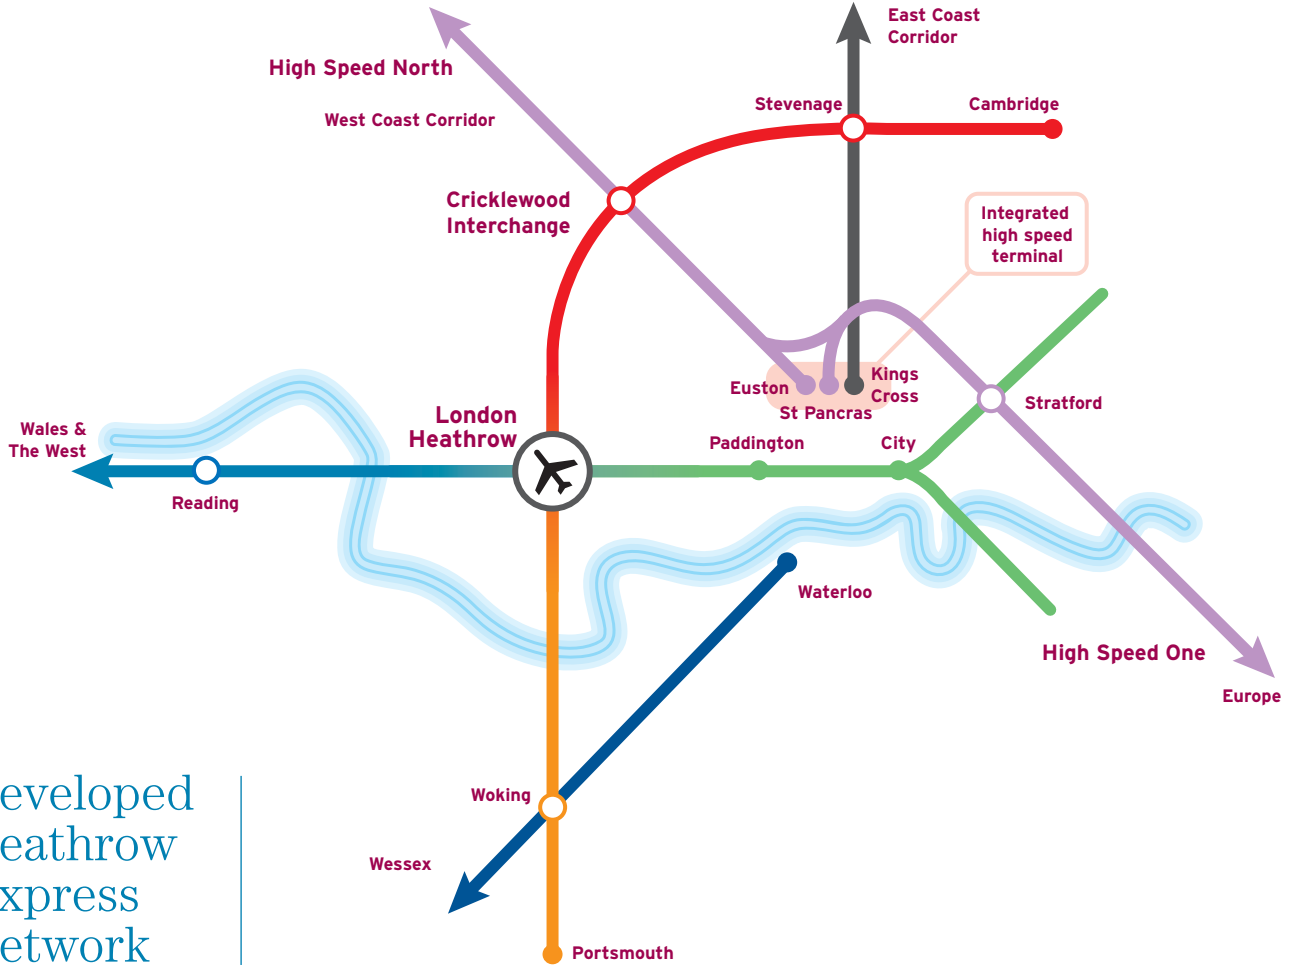 East Coast
Corridor
High Speed North
Stevenage
Cambridge
West Coast Corridor
Cricklewood
Interchange
Integrated
high speed
terminal
Kings
Cross
Euston
St Pancras
Stratford
London
Heathrow
Paddington
City
Wales &
The West
Reading
Waterloo
High Speed One
Europe
Woking
Wessex
Portsmouth
eveloped
eathrow
xpress
etwork